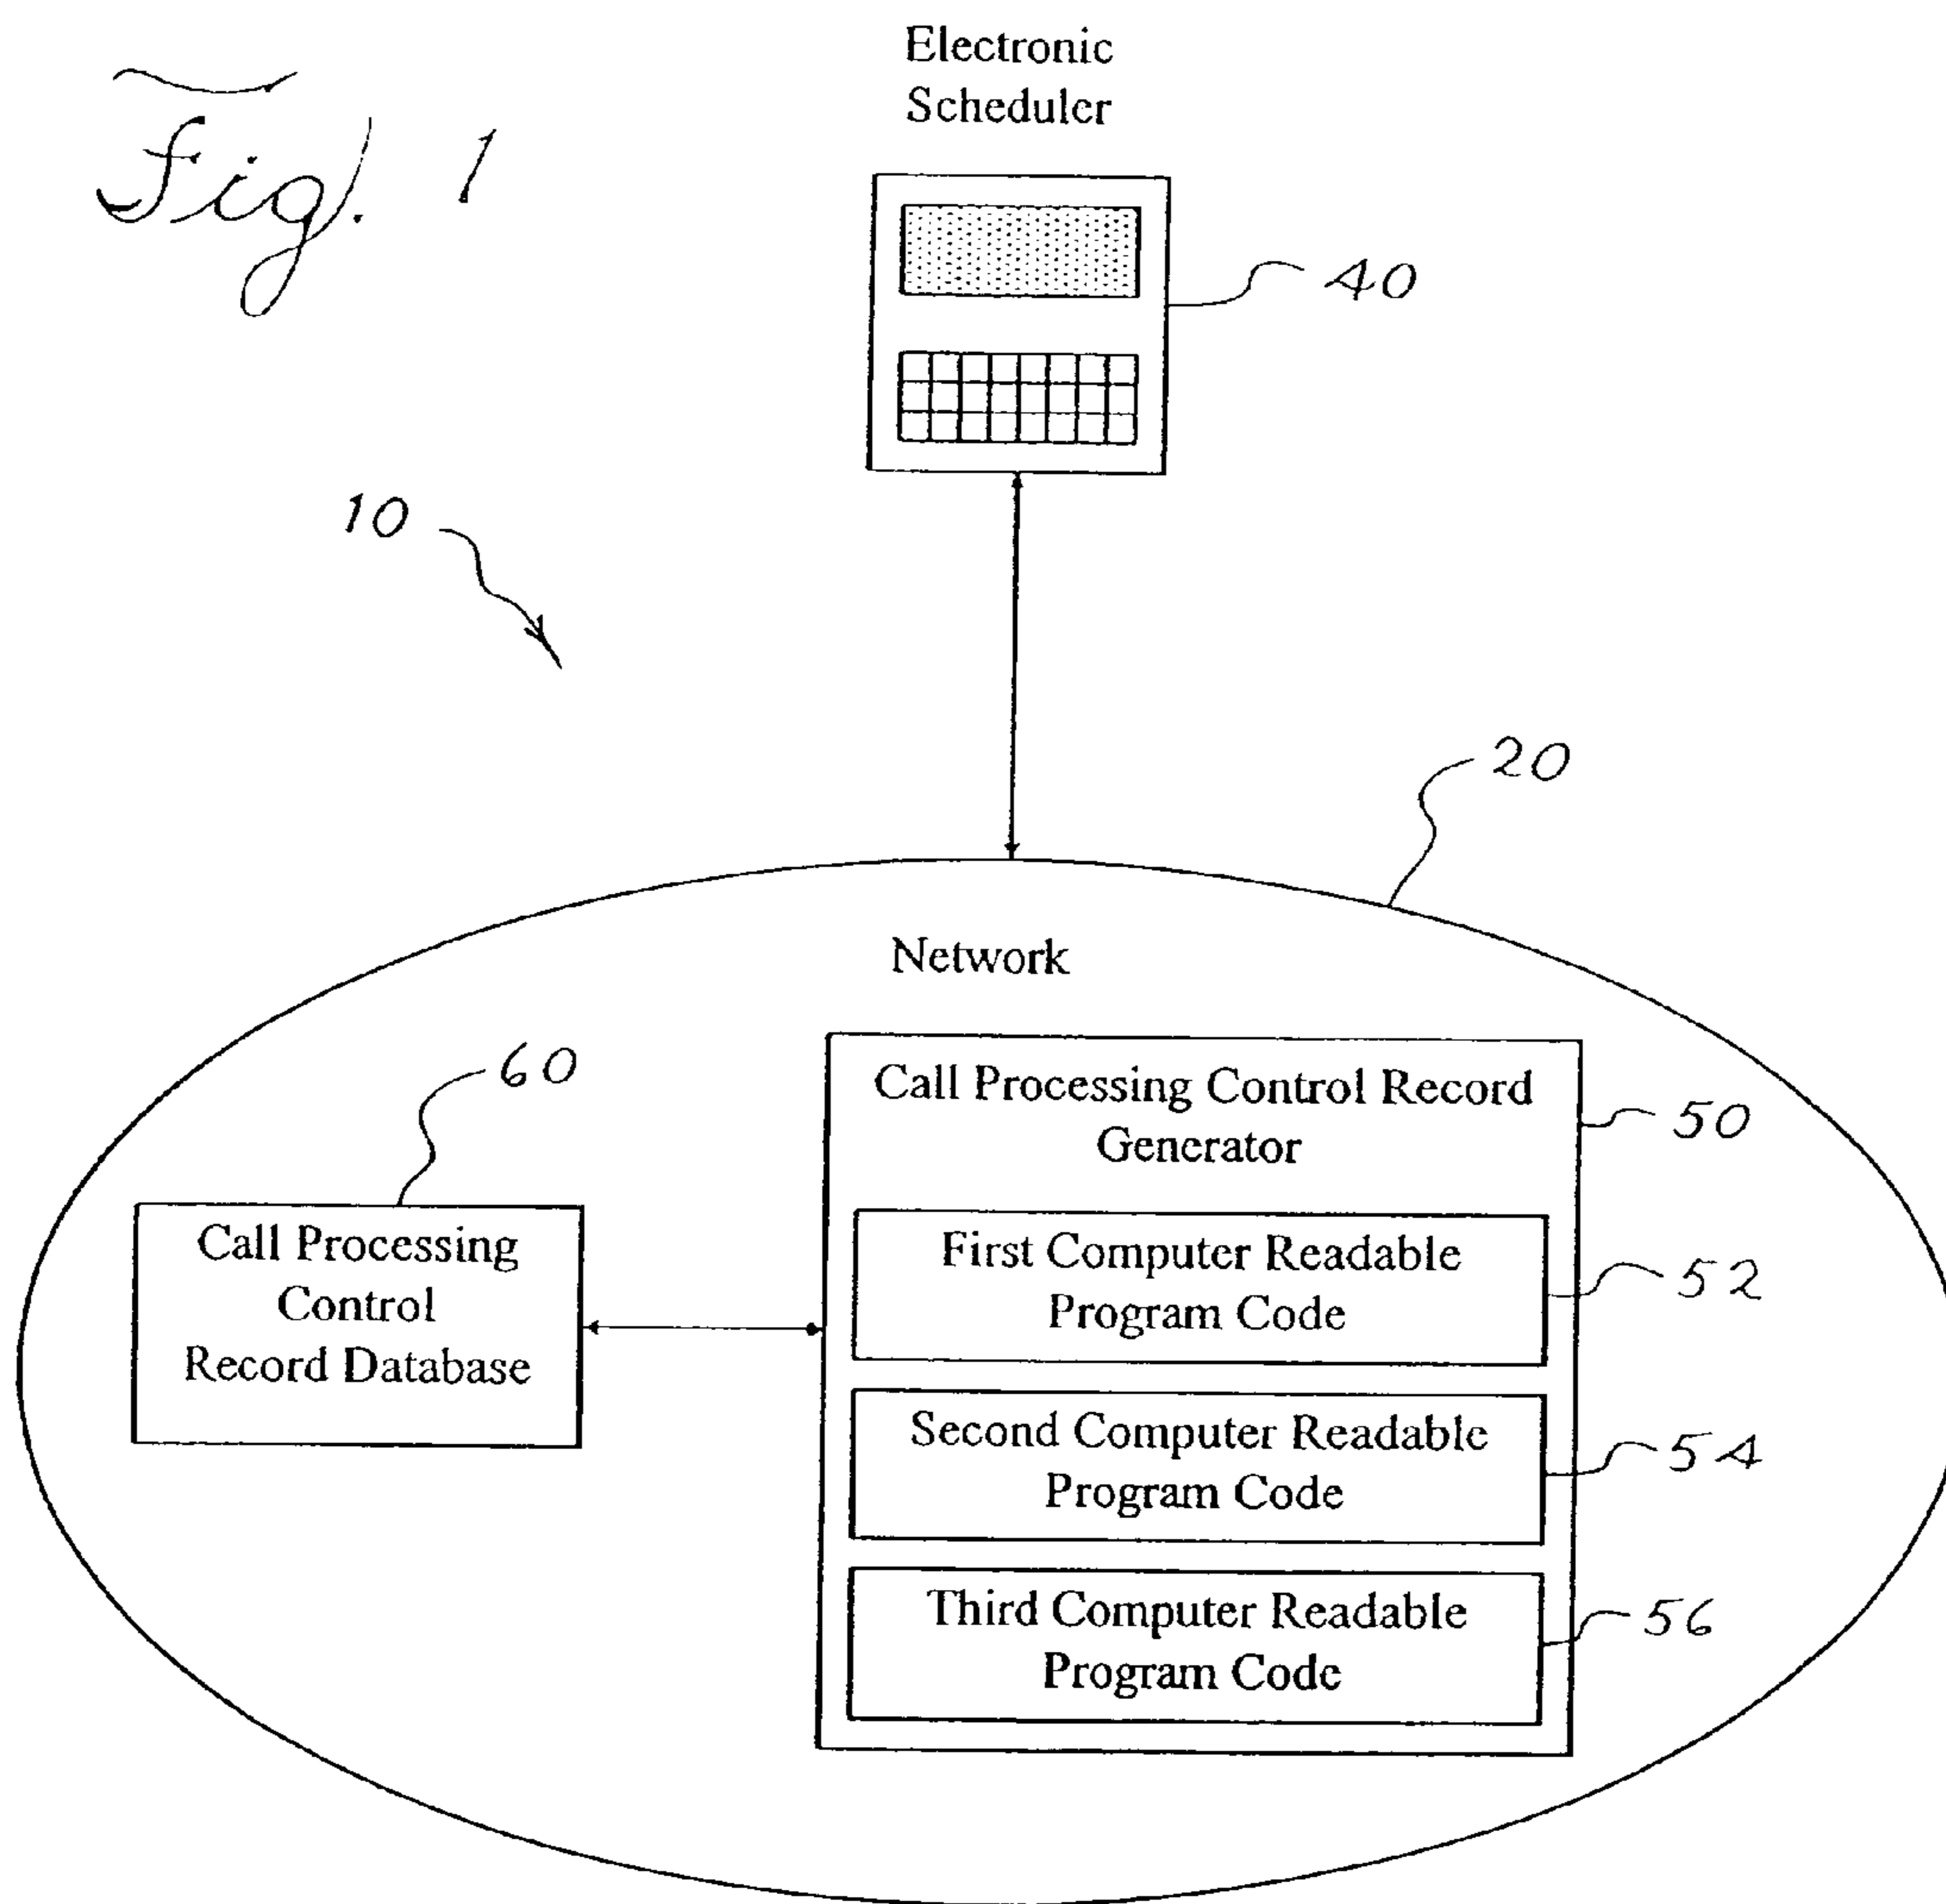 Electronic
Scheduler
Fig. 1
40
10
20
Network
60
Call Processing Control Record
Generator
50
Call Processing
Control
Record Database
First Computer Readable
Program Code
52
Second Computer Readable
Program Code
54
Third Computer Readable
Program Code
56